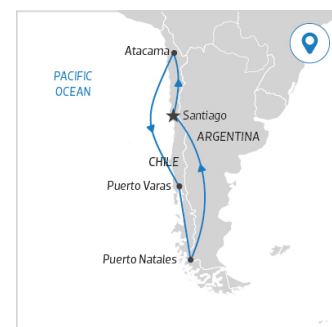 Atacama
PACIFIC
OCEAN
Santiago
ARGENTINA
CHILE
Puerto Varas
Puerto Natales